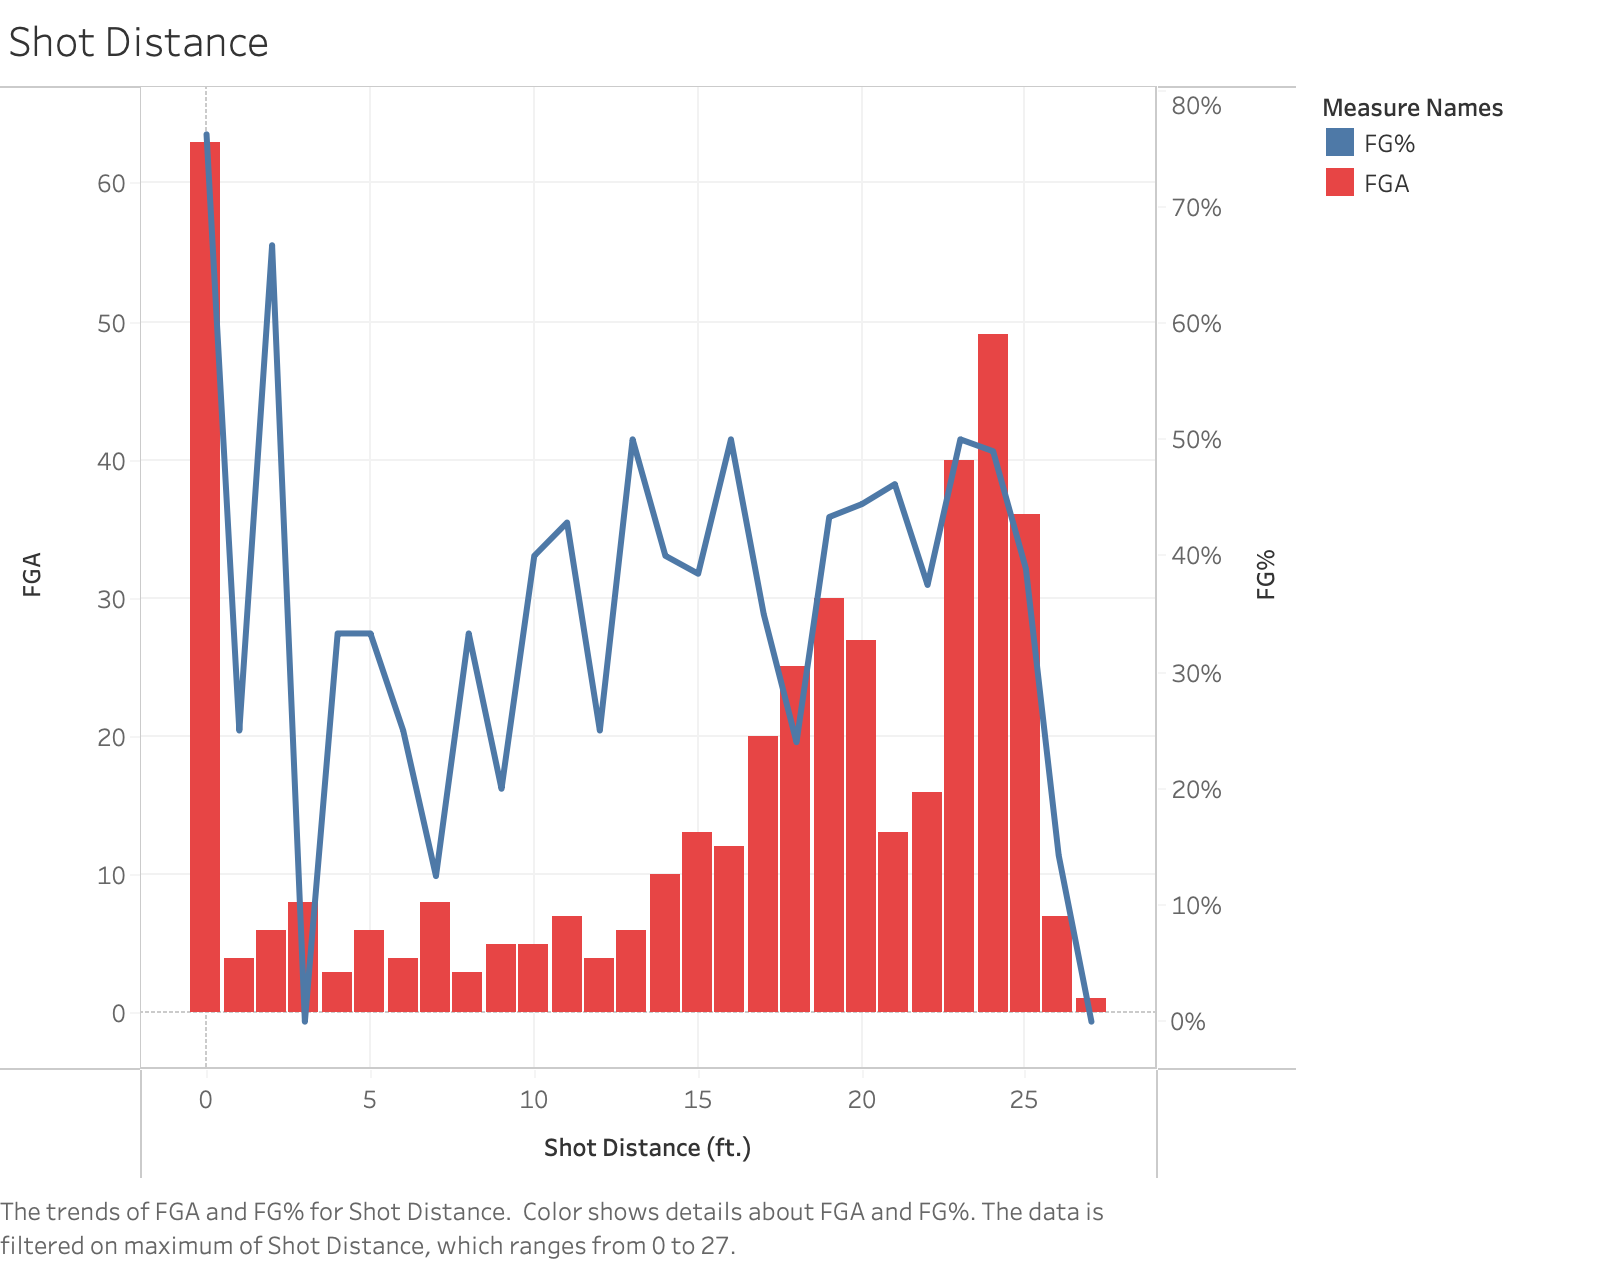 Shot Distance
Measure Names
FG%
FGA
FGA
60
50
40
30
20
10
0
80%
70%
60%
50%
40%
30%
20%
10%
0%
FG%
0 5 10 15 20 25
Shot Distance (ft.)
The trends of FGA and FG% for Shot Distance.  Color shows details about FGA and FG%. The data is
filtered on maximum of Shot Distance, which ranges from 0 to 27.